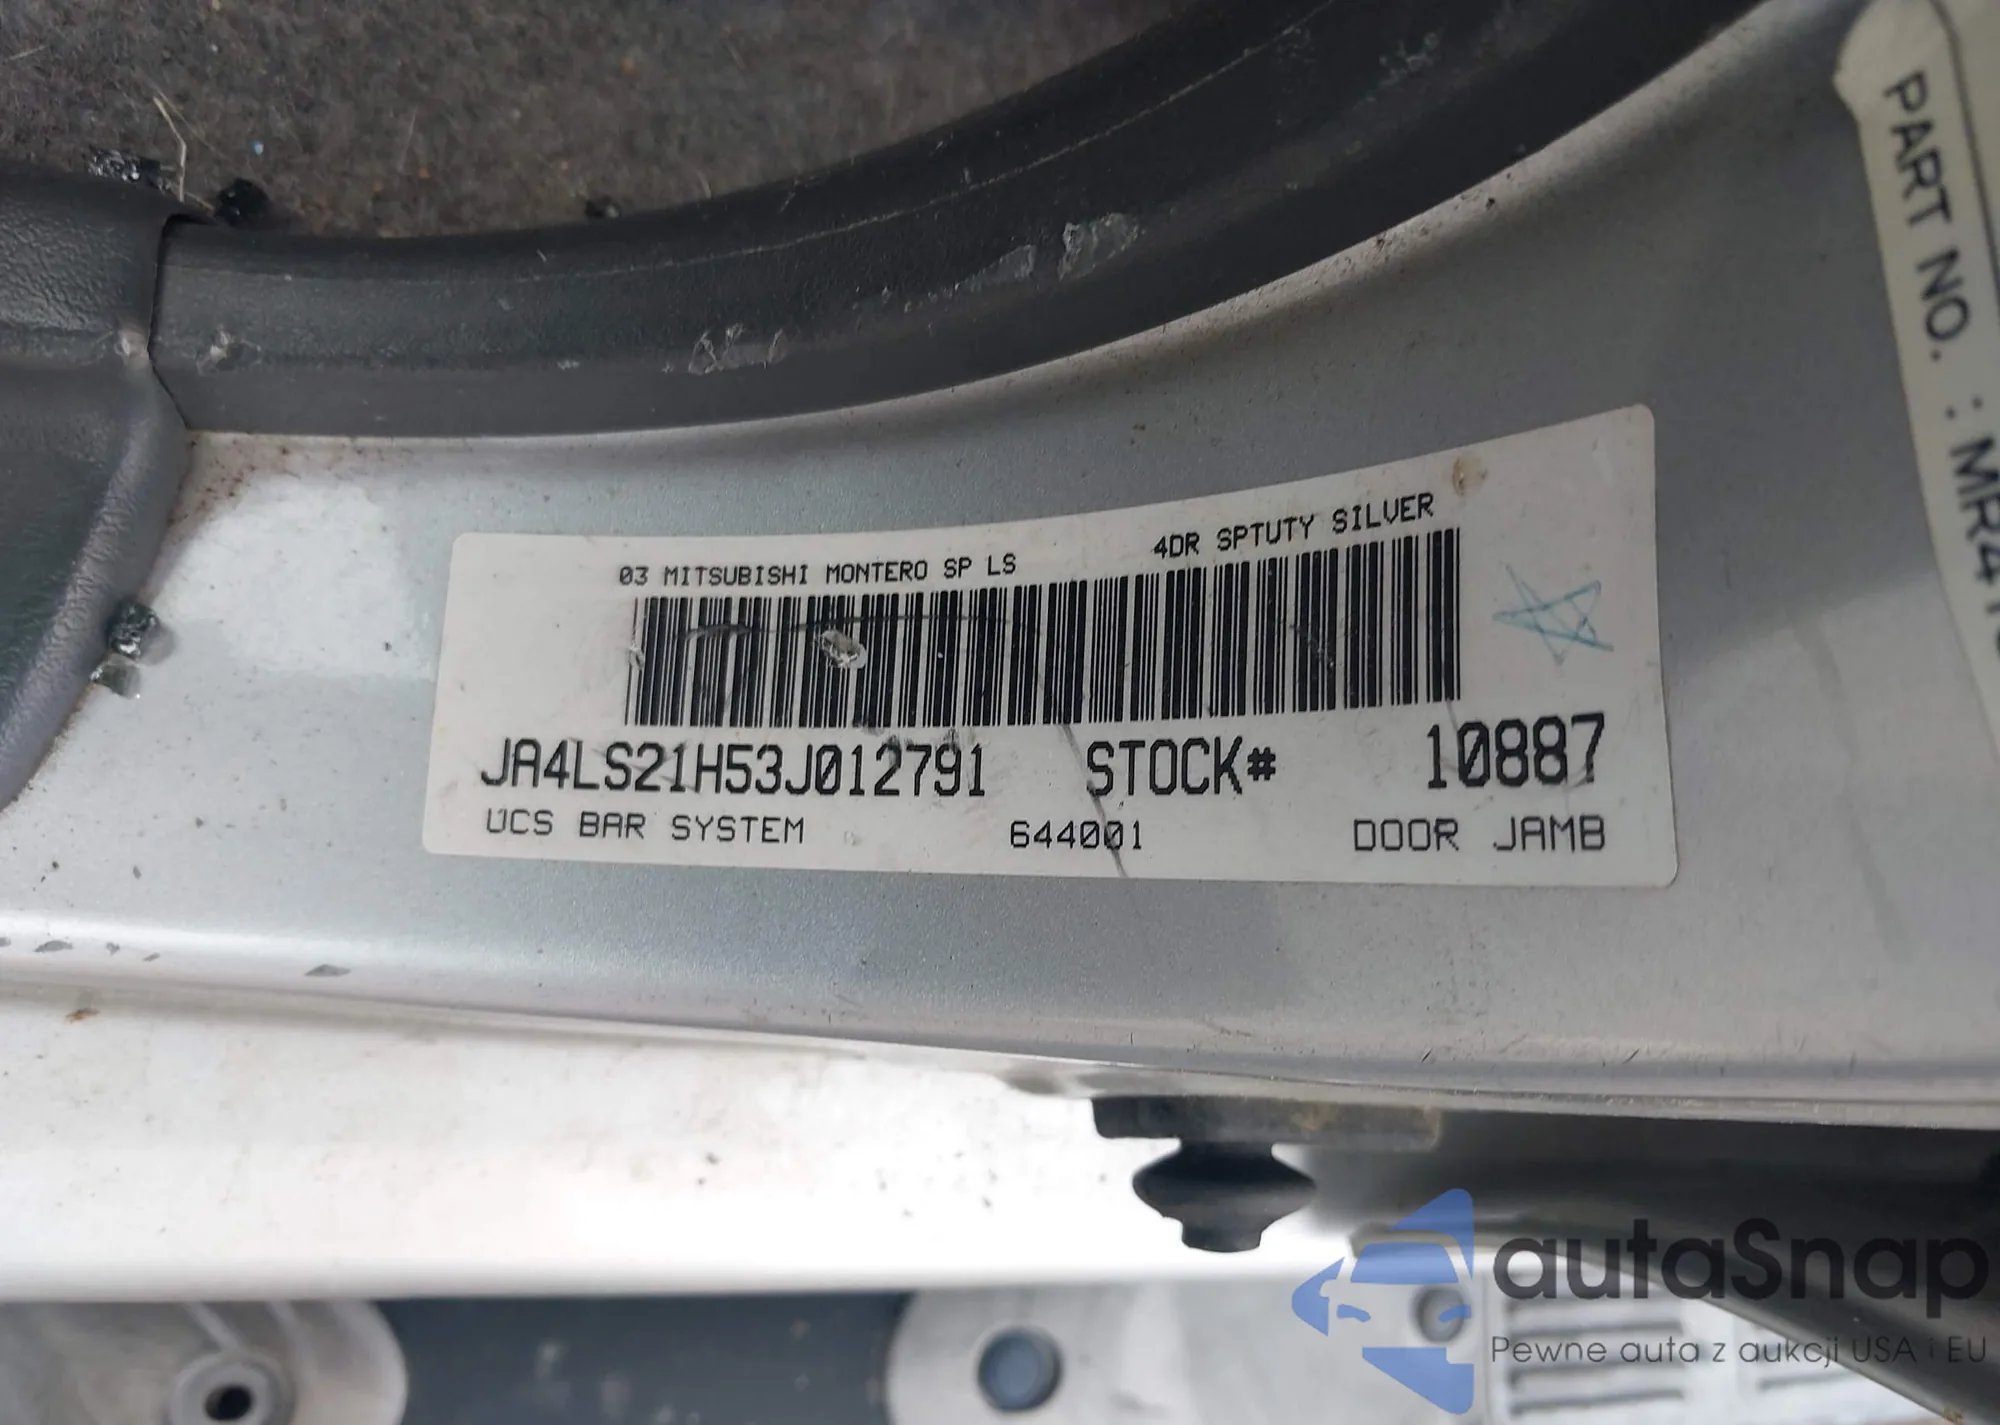 03 MITSUBISHI MONTERO SP LS 4DR SPTUTY SILVER
JA4LS21H53J012791 STOCK# 10887
UCS BAR SYSTEM 644001 DOOR JAMB
PART NO. :
autaSnap
Pewne auta z aukcji USA i EU